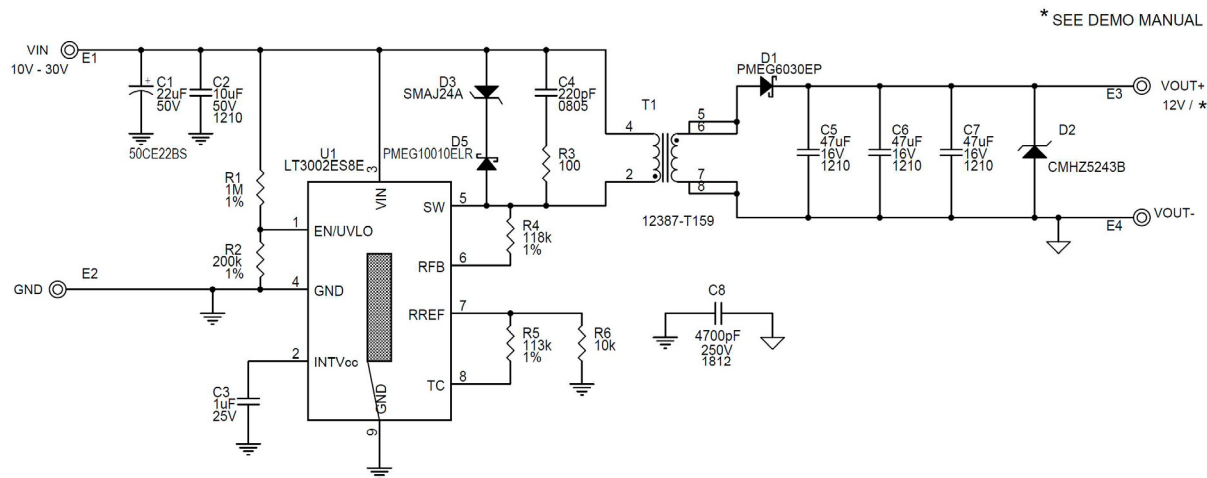 * SEE DEMO MANUAL
VIN
E1
10V - 30V
C1
22uF
50V
50CE22BS
C2
10uF
50V
1210
R1
1M
1%
R2
200k
1%
E2
GND
C3
1uF
25V
U1
LT3002ES8E
3
VIN
1
EN/UVLO
4
GND
2
INTVcc
GND
9
SW
5
RFB
6
RREF
7
TC
8
D3
SMAJ24A
D5
PMEG10010ELR
C4
220pF
0805
R3
100
R4
118k
1%
R5
113k
1%
R6
10k
T1
4
2
5
6
7
8
12387-T159
D1
PMEG6030EP
C5
47uF
16V
1210
C6
47uF
16V
1210
C7
47uF
16V
1210
D2
CMHZ5243B
E3
VOUT+
12V / *
E4
VOUT-
C8
4700pF
250V
1812